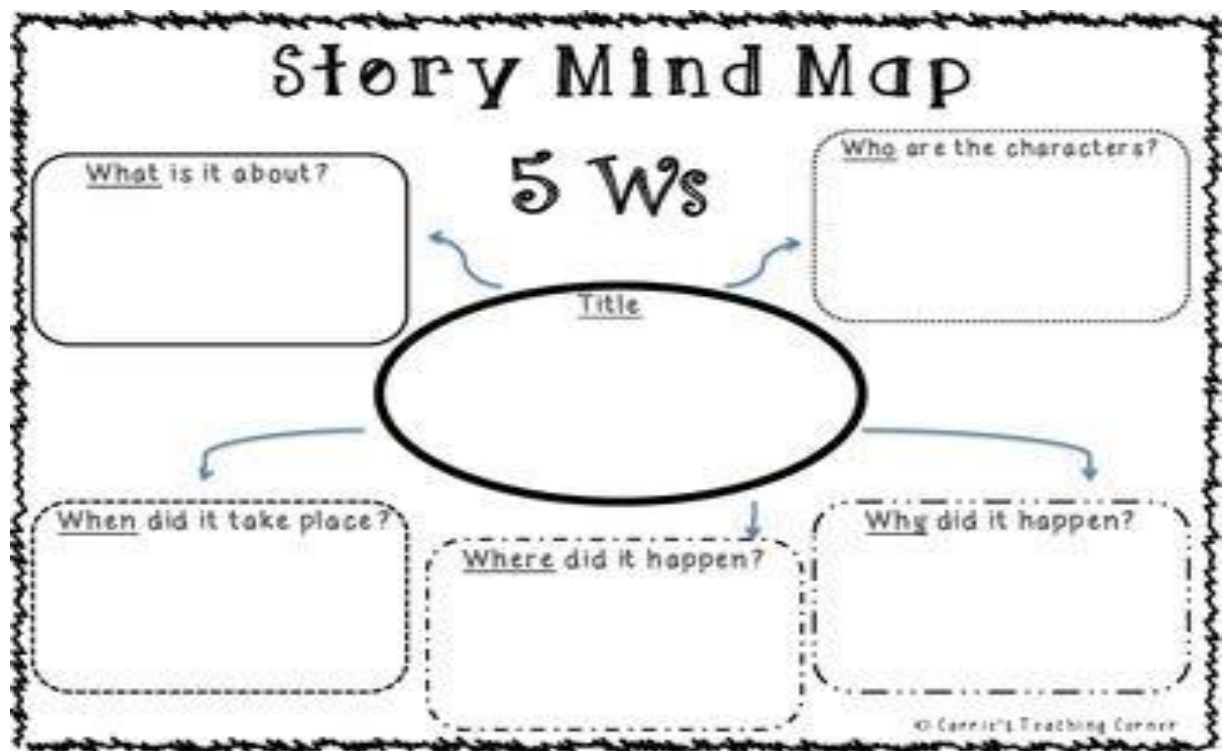 Story Mind Map
5 Ws
What is it about?
Who are the characters?
Title
When did it take place?
Where did it happen?
Why did it happen?
© Carrie's Teaching Corner